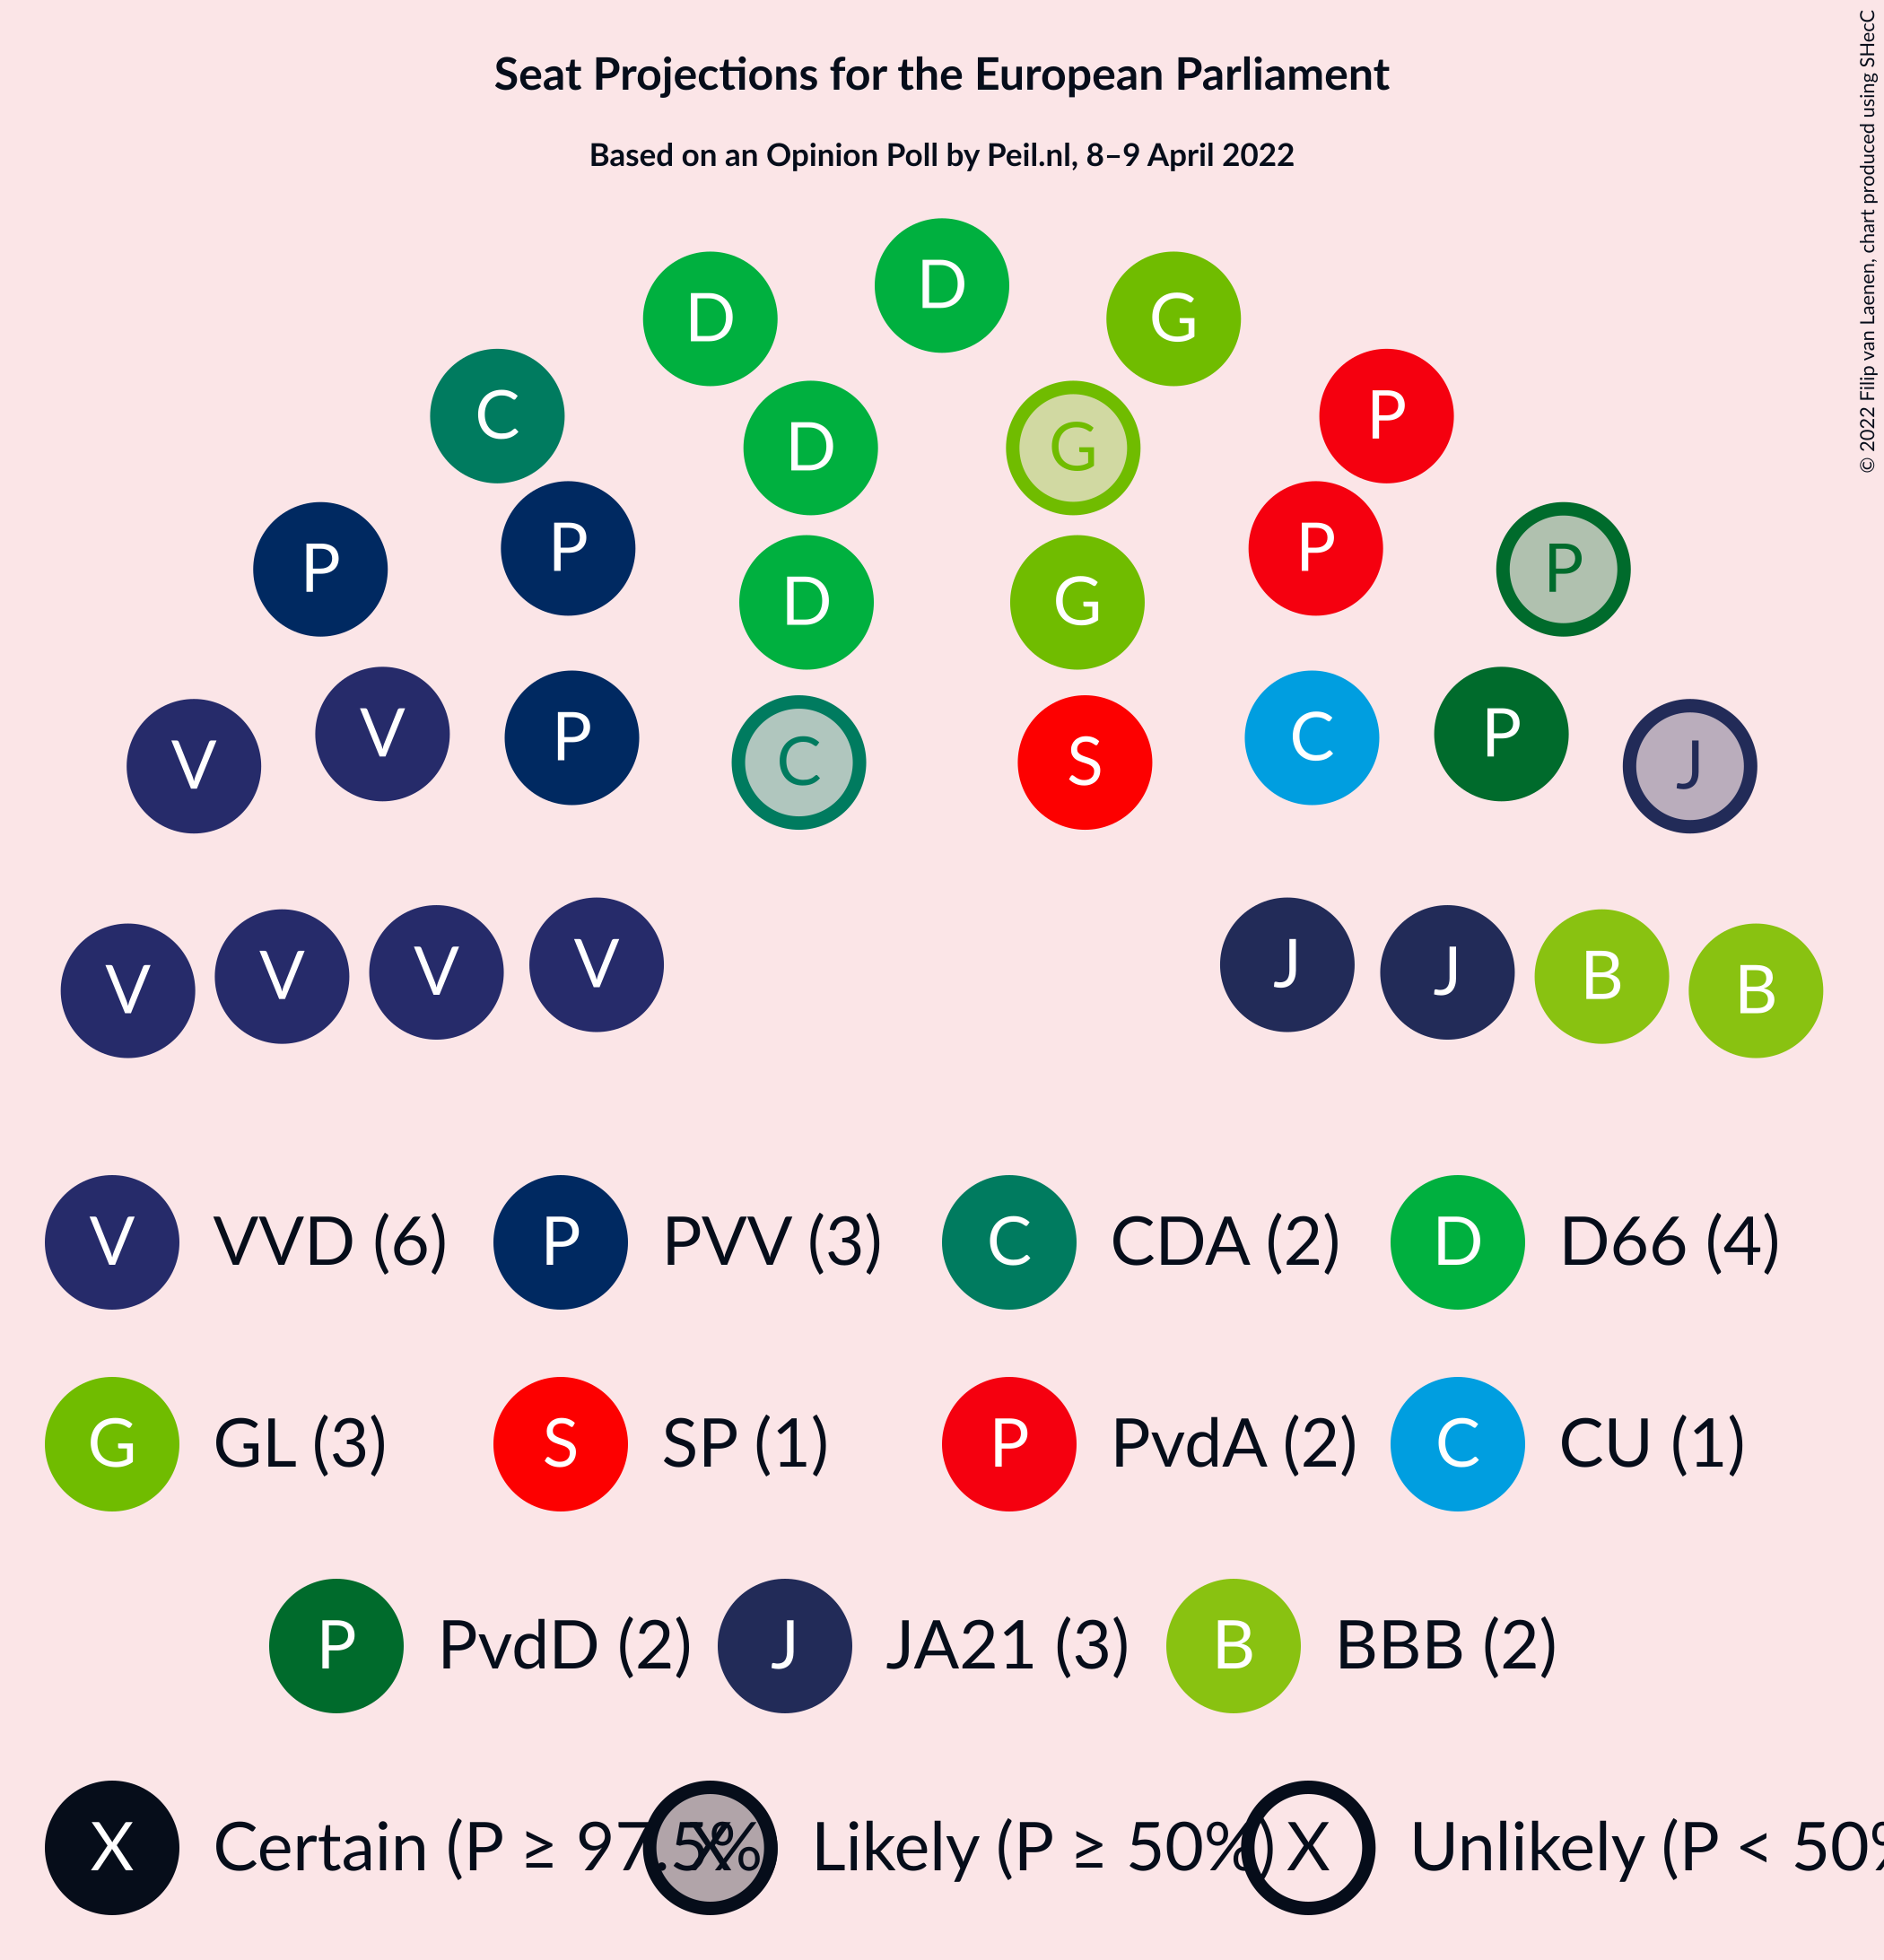 Seat Projections for the European Parliament
Based on an Opinion Poll by Peil.nl, 8–9 April 2022
© 2022 Filip van Laenen, chart produced using SHecC
D
D G
C P
D G
P P P P
D G
V V P C S C P J
V V V V J J B B
V VVD (6) P PVV (3) C CDA (2) D D66 (4)
G GL (3) S SP (1) P PvdA (2) C CU (1)
P PvdD (2) J JA21 (3) B BBB (2)
X Certain (P ≥ 97.5% X Likely (P ≥ 50%) X Unlikely (P < 50%